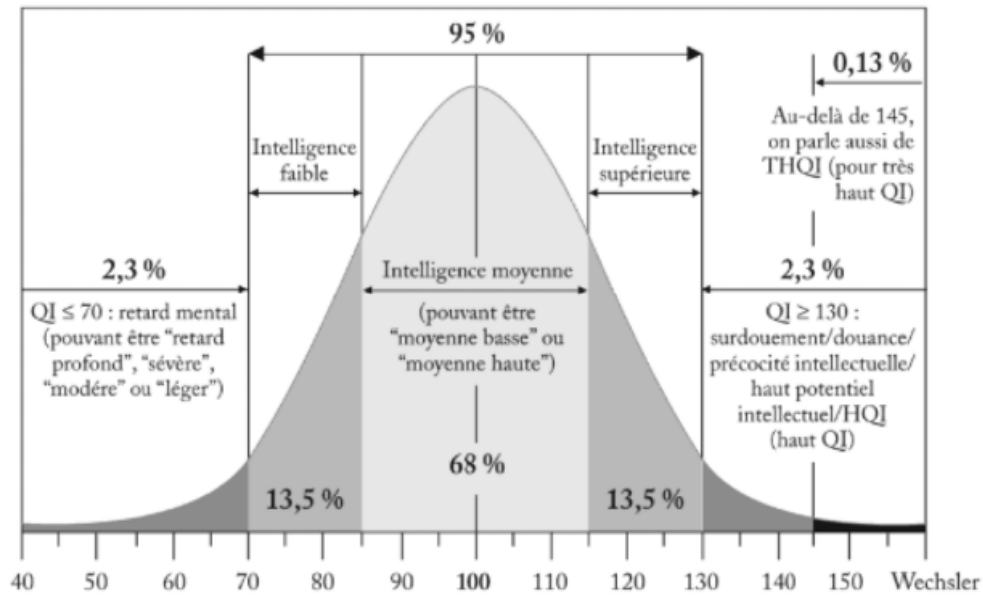 95 %
0,13 %
Au-delà de 145,
on parle aussi de
THQI (pour très
haut QI)
Intelligence
faible
Intelligence
supérieure
2,3 %
QI ≤ 70 : retard mental
(pouvant être “retard
profond”, “sévère”,
“modére” ou “léger”)
Intelligence moyenne
(pouvant être
“moyenne basse” ou
“moyenne haute”)
2,3 %
QI ≥ 130 :
surdouement/douance/
précocité intellectuelle/
haut potentiel
intellectuel/HQI
(haut QI)
13,5 %
68 %
13,5 %
40 50 60 70 80 90 100 110 120 130 140 150 Wechsler